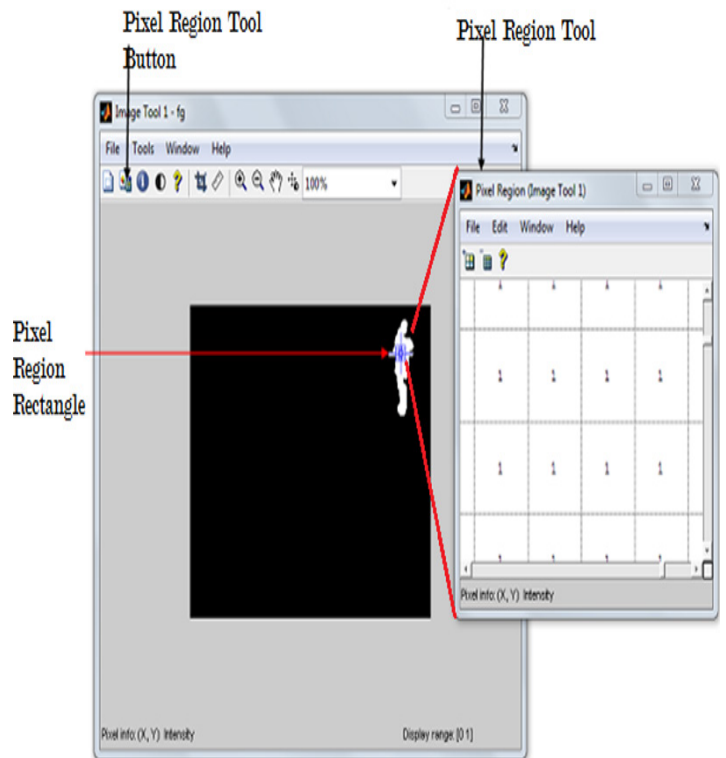 Pixel Region Tool
Button
Pixel Region Tool
Image Tool 1 - fg
File Tools Window Help
100%
Pixel Region (Image Tool 1)
File Edit Window Help
1 1 1 1
1 1 1 1
Pixel info: (X, Y) Intensity
Pixel
Region
Rectangle
Pixel info: (X, Y) Intensity
Display range: [0 1]